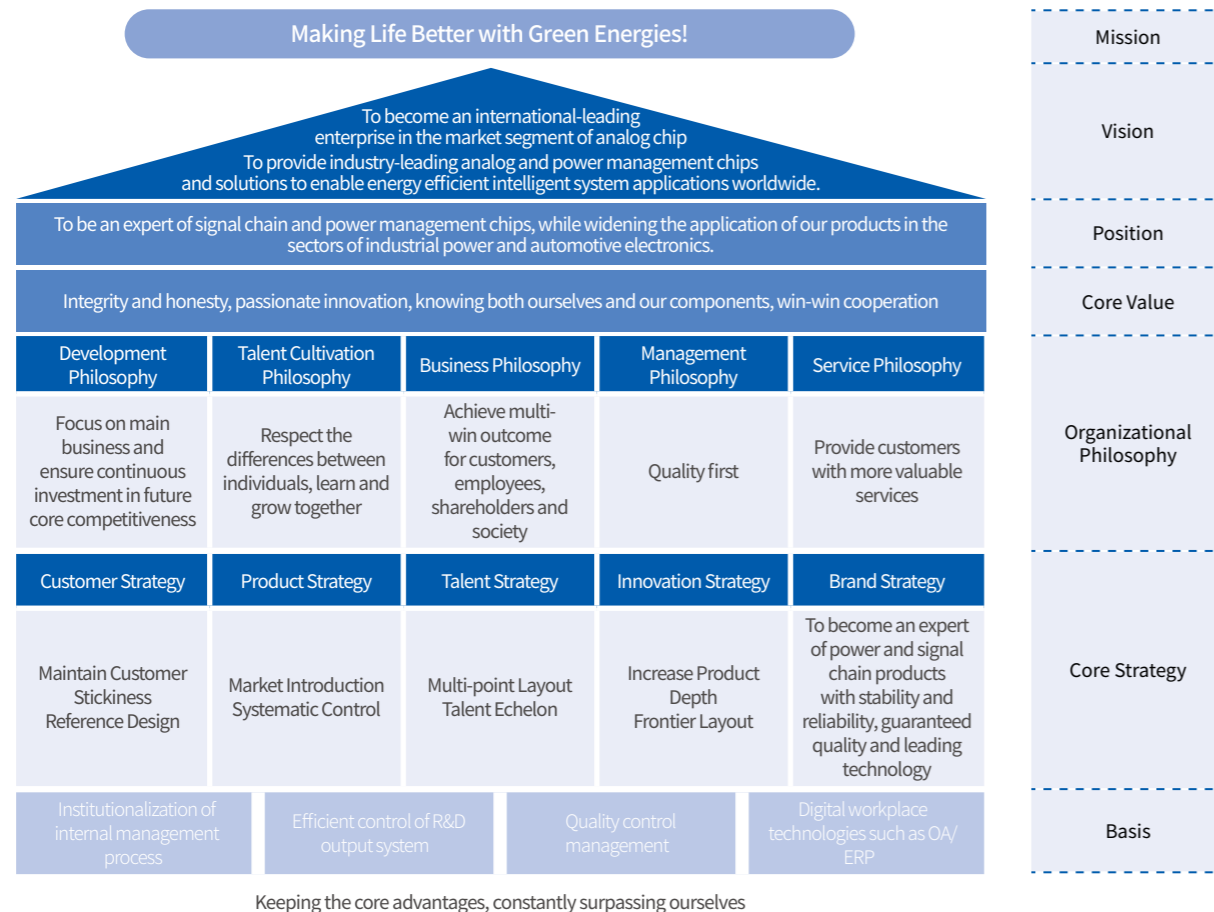 Making Life Better with Green Energies!
Mission
To become an international-leading
enterprise in the market segment of analog chip
To provide industry-leading analog and power management chips
and solutions to enable energy efficient intelligent system applications worldwide.
Vision
To be an expert of signal chain and power management chips, while widening the application of our products in the
sectors of industrial power and automotive electronics.
Position
Integrity and honesty, passionate innovation, knowing both ourselves and our components, win-win cooperation
Core Value
Development
Philosophy
Talent Cultivation
Philosophy
Business Philosophy
Management
Philosophy
Service Philosophy
Focus on main
business and
ensure continuous
investment in future
core competitiveness
Respect the
differences between
individuals, learn and
grow together
Achieve multi-
win outcome
for customers,
employees,
shareholders and
society
Quality first
Provide customers
with more valuable
services
Organizational
Philosophy
Customer Strategy
Product Strategy
Talent Strategy
Innovation Strategy
Brand Strategy
Maintain Customer
Stickiness
Reference Design
Market Introduction
Systematic Control
Multi-point Layout
Talent Echelon
Increase Product
Depth
Frontier Layout
To become an expert
of power and signal
chain products
with stability and
reliability, guaranteed
quality and leading
technology
Core Strategy
Institutionalization of
internal management
process
Efficient control of R&D
output system
Quality control
management
Digital workplace
technologies such as OA/
ERP
Basis
Keeping the core advantages, constantly surpassing ourselves